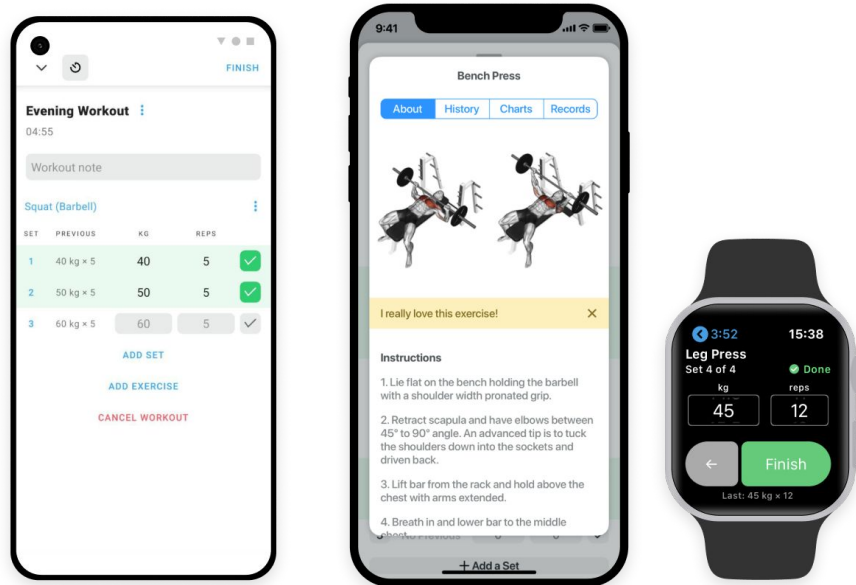 FINISH
Evening Workout
04:55
Workout note
Squat (Barbell)
SET PREVIOUS KG REPS
1 40 kg × 5 40 5
2 50 kg × 5 50 5
3 60 kg × 5 60 5
ADD SET
ADD EXERCISE
CANCEL WORKOUT
9:41
Bench Press
About History Charts Records
I really love this exercise!
Instructions
1. Lie flat on the bench holding the barbell
with a shoulder width pronated grip.
2. Retract scapula and have elbows between
45° to 90° angle. An advanced tip is to tuck
the shoulders down into the sockets and
driven back.
3. Lift bar from the rack and hold above the
chest with arms extended.
4. Breath in and lower bar to the middle
chest
No Previous
+ Add a Set
3:52 15:38
Leg Press
Set 4 of 4 Done
kg reps
45 12
Finish
Last: 45 kg × 12